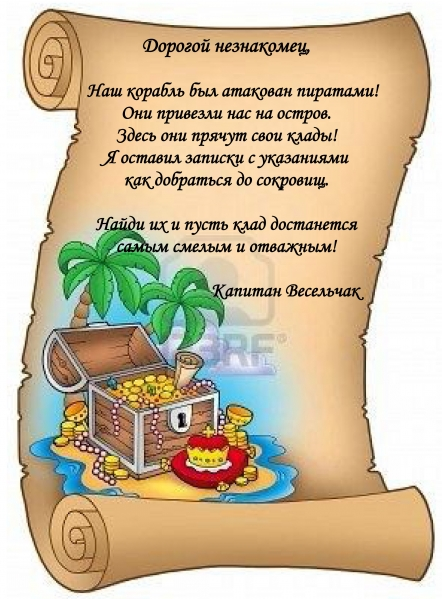 Дорогой незнакомец,
Наш корабль был атакован пиратами!
Они привезли нас на остров.
Здесь они прячут свои клады!
Я оставил записки с указаниями
как добраться до сокровищ.
Найди их и пусть клад достанется
самым смелым и отважным!
Капитан Весельчак